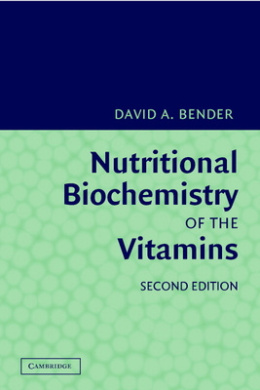 DAVID A. BENDER
Nutritional
Biochemistry
OF THE
Vitamins
SECOND EDITION
CAMBRIDGE